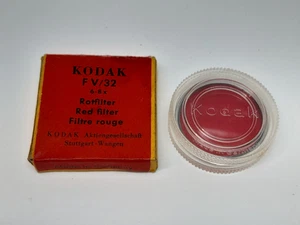 KODAK
F V/32
Rotfilter
Red filter
Filtre rouge
KODAK Aktiengesellschaft
Stuttgart-Wangen
KODAK